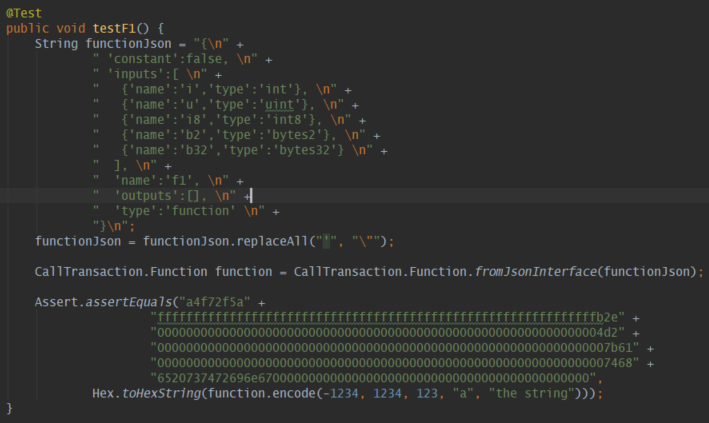 @Test
public void testF1() {
String functionJson = "{\n" +
" 'constant':false, \n" +
" 'inputs':[ \n" +
"   {'name':'i','type':'int'}, \n" +
"   {'name':'u','type':'uint'}, \n" +
"   {'name':'i8','type':'int8'}, \n" +
"   {'name':'b2','type':'bytes2'}, \n" +
"   {'name':'b32','type':'bytes32'} \n" +
"  ], \n" +
"  'name':'f1', \n" +
"  'outputs':[], \n" +
"  'type':'function' \n" +
"}\n";
functionJson = functionJson.replaceAll("'", "\"");
CallTransaction.Function function = CallTransaction.Function.fromJsonInterface(functionJson);
Assert.assertEquals("a4f72f5a" +
"fffffffffffffffffffffffffffffffffffffffffffffffffffffffffffffb2e" +
"00000000000000000000000000000000000000000000000000000000000004d2" +
"000000000000000000000000000000000000000000000000000000000000007b61" +
"000000000000000000000000000000000000000000000000000000000000007468" +
"6520737472696e6700000000000000000000000000000000000000000000",
Hex.toHexString(function.encode(-1234, 1234, 123, "a", "the string")));
}